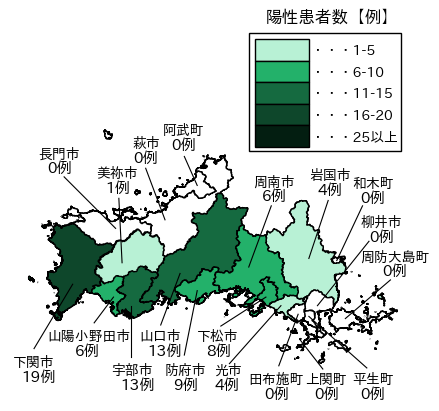 陽性患者数【例】
・・・1-5
・・・6-10
・・・11-15
・・・16-20
・・・25以上
阿武町
0例
萩市
0例
長門市
0例
美祢市
1例
周南市
6例
岩国市
4例
和木町
0例
柳井市
0例
周防大島町
0例
山陽小野田市
6例
山口市
13例
下松市
8例
下関市
19例
宇部市
13例
防府市
9例
光市
4例
田布施町
0例
上関町
0例
平生町
0例